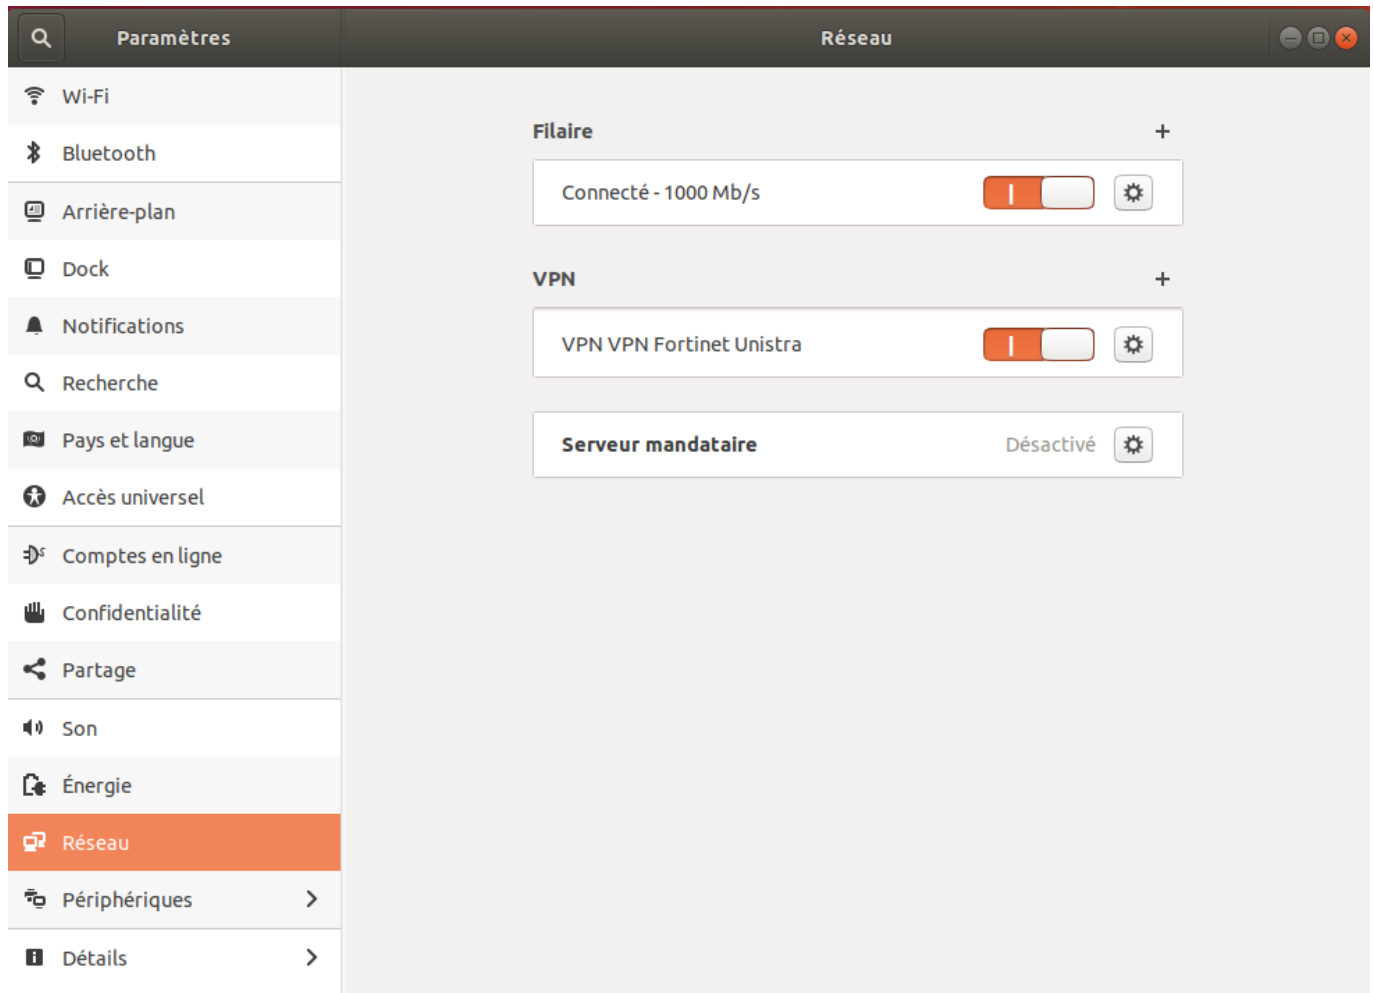 Paramètres
Réseau
Wi-Fi
Bluetooth
Arrière-plan
Dock
Notifications
Recherche
Pays et langue
Accès universel
Comptes en ligne
Confidentialité
Partage
Son
Énergie
Réseau
Périphériques
Détails
Filaire
Connecté - 1000 Mb/s
VPN
VPN VPN Fortinet Unistra
Serveur mandataire
Désactivé